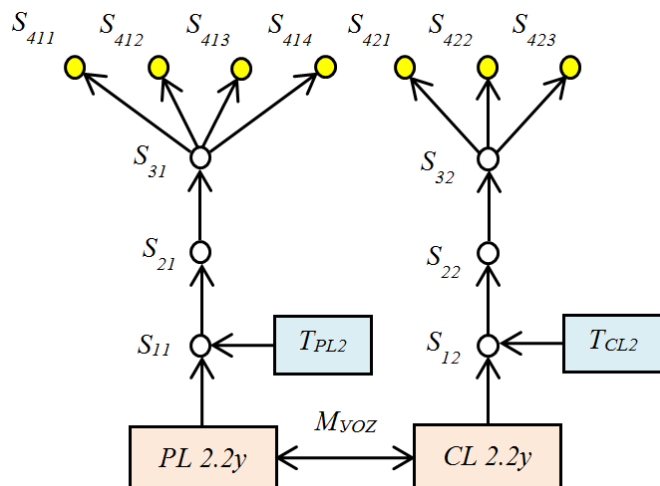 S411 S412 S413 S414 S421 S422 S423
S31 S32
S21 S22
S11 TPL2 S12 TCL2
MYOZ
PL 2.2y CL 2.2y